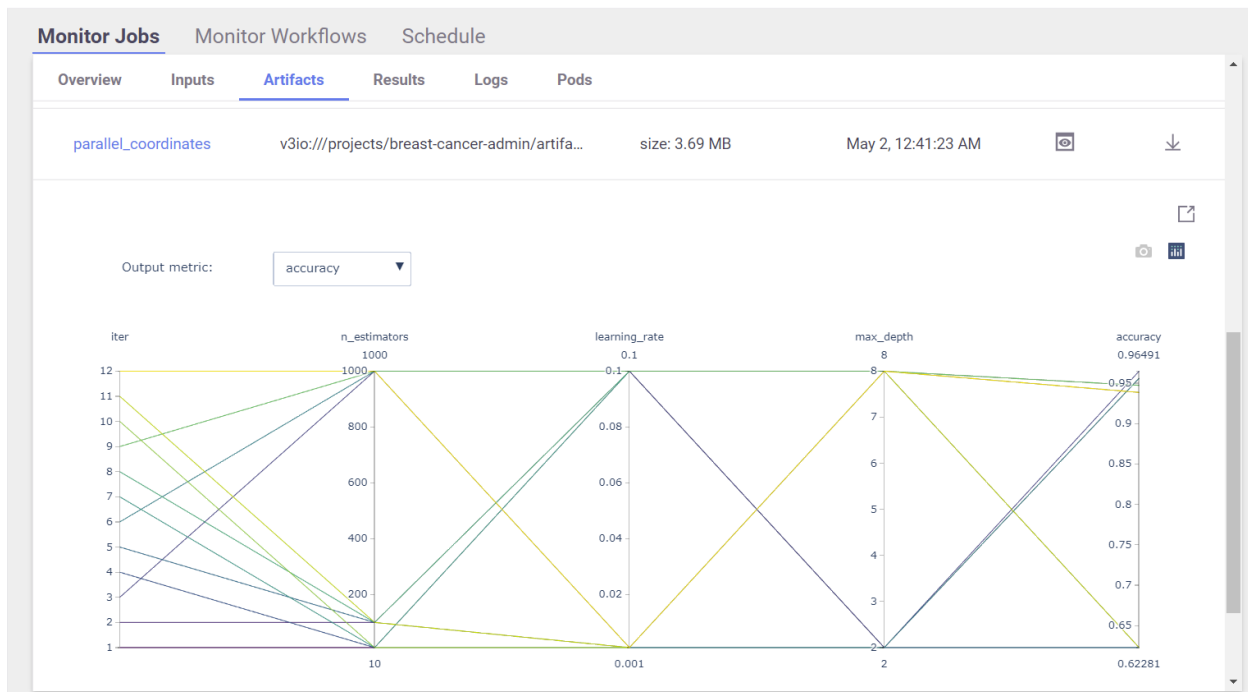 Monitor Jobs Monitor Workflows Schedule
Overview Inputs Artifacts Results Logs Pods
parallel_coordinates v3io:///projects/breast-cancer-admin/artifa... size: 3.69 MB May 2, 12:41:23 AM
Output metric: accuracy
iter n_estimators learning_rate max_depth accuracy
1000 0.1 8 0.96491
12 1000 0.1 8
0.95
11
7
10 800 0.08 0.9
9
6 0.85
8 600 0.06
7 5 0.8
6
400 0.04 0.75
5 4
4 0.7
3 200 0.02 3
2 0.65
1 2
10 0.001 2 0.62281